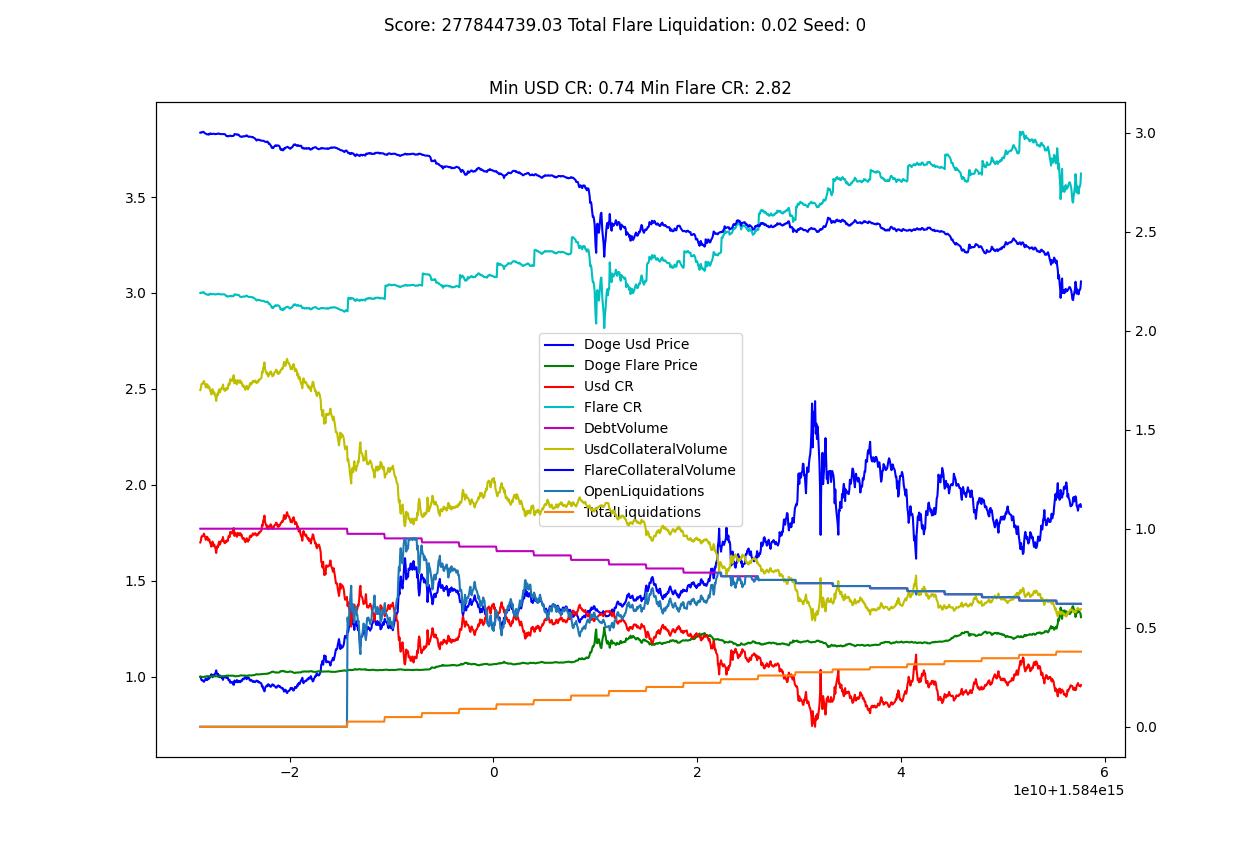 Score: 277844739.03 Total Flare Liquidation: 0.02 Seed: 0
Min USD CR: 0.74 Min Flare CR: 2.82
3.5
3.0
2.5
2.0
1.5
1.0
3.0
2.5
2.0
1.5
1.0
0.5
0.0
Doge Usd Price
Doge Flare Price
Usd CR
Flare CR
DebtVolume
UsdCollateralVolume
FlareCollateralVolume
OpenLiquidations
TotalLiquidations
−2 0 2 4 6
1e10+1.584e15